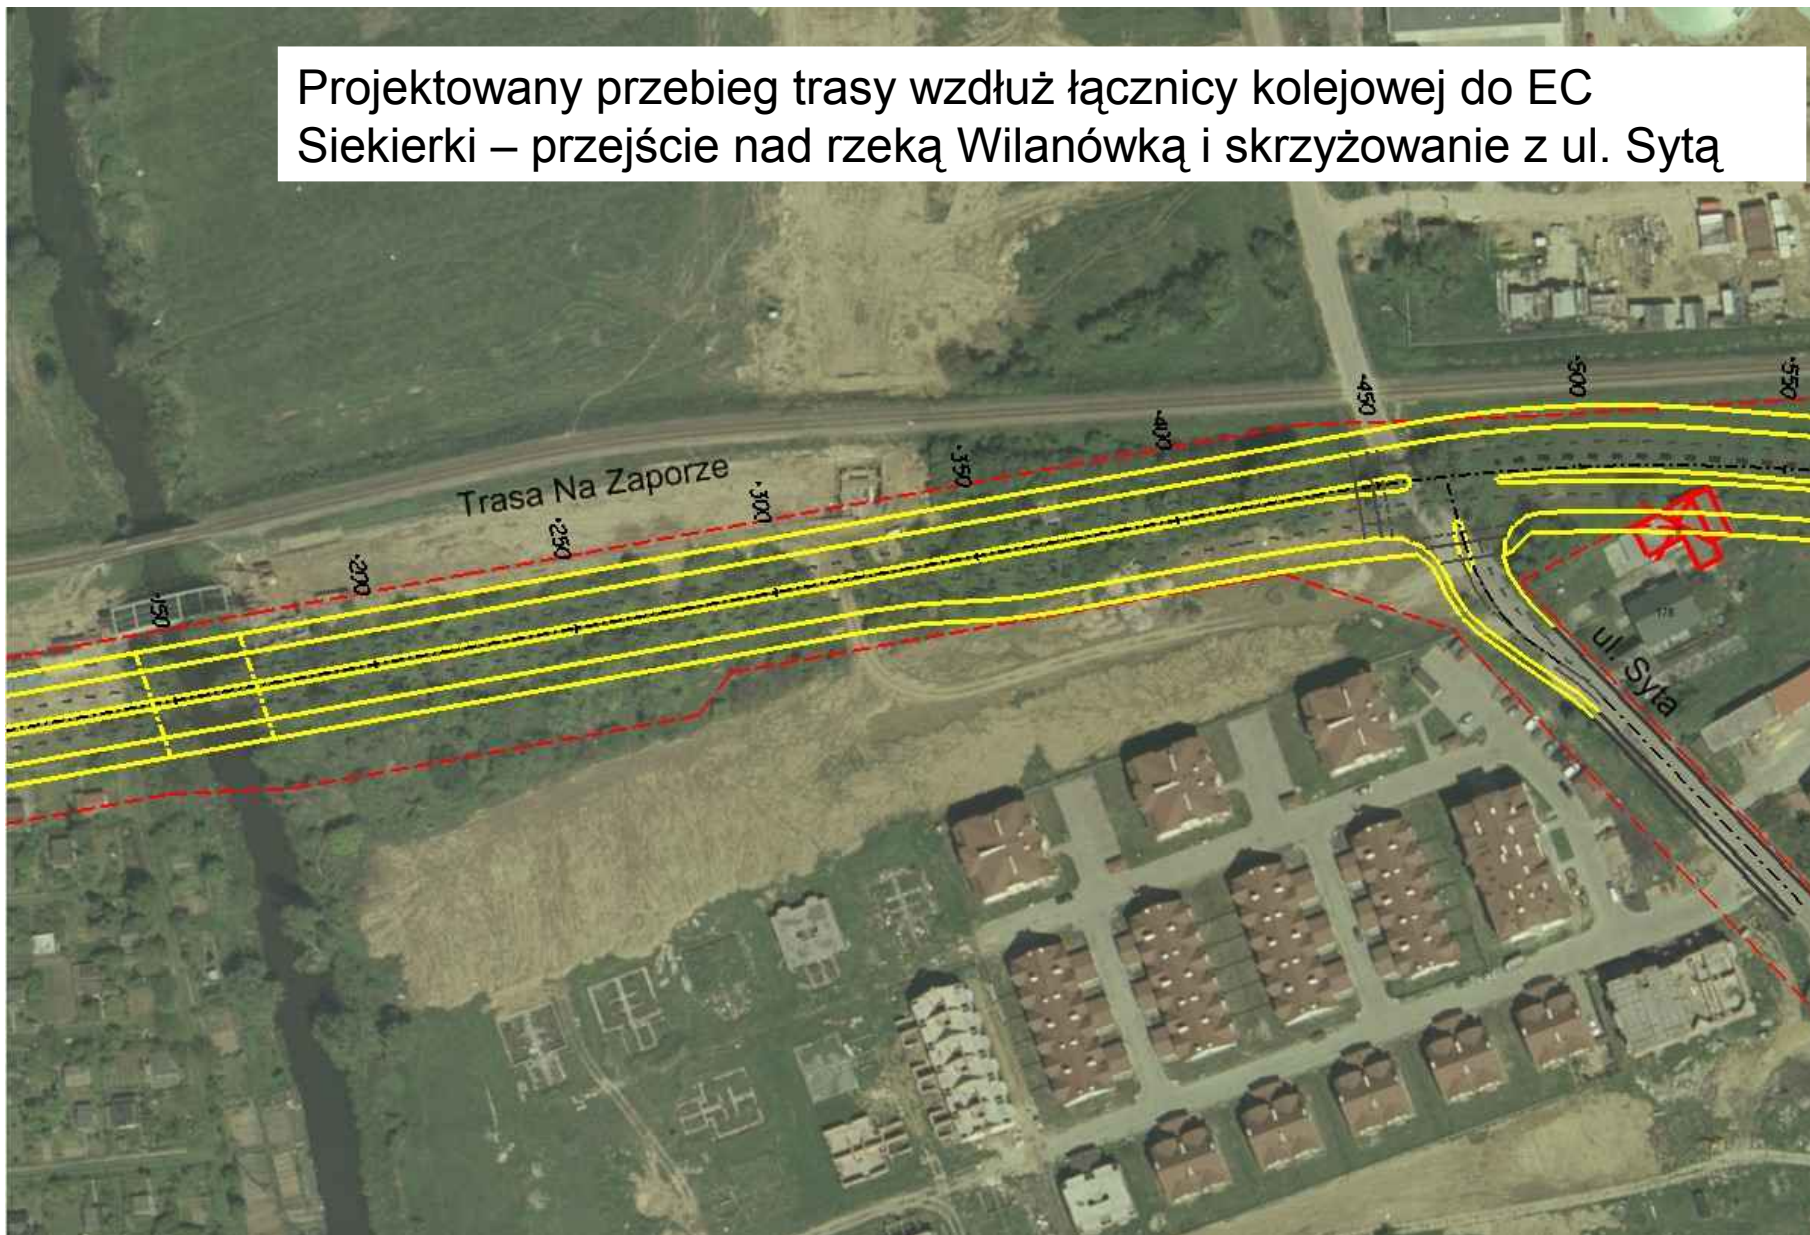 Projektowany przebieg trasy wzdłuż łącznicy kolejowej do EC
Siekierki – przejście nad rzeką Wilanówką i skrzyżowanie z ul. Sytą
+550
+500
+450
+400
+350
Trasa Na Zaporze
+300
+250
+200
+150
178
ul. Syta